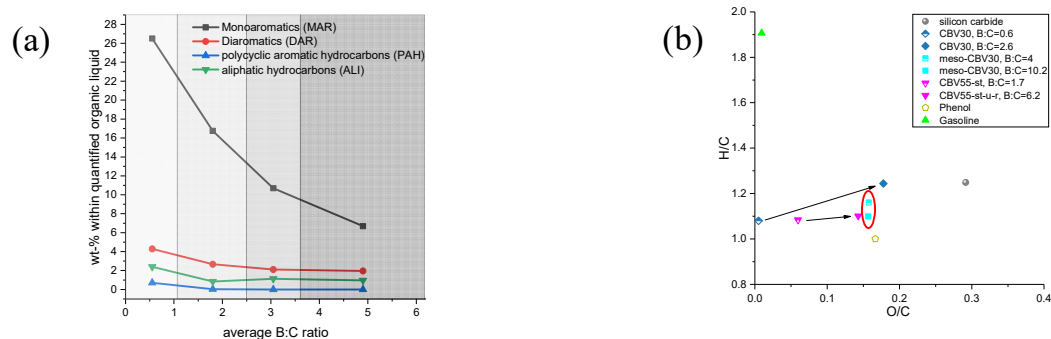 (a)
28
26
24
22
20
18
16
14
12
10
8
6
4
2
0
wt-% within quantified organic liquid
Monoaromatics (MAR)
Diaromatics (DAR)
polycyclic aromatic hydrocarbons (PAH)
aliphatic hydrocarbons (ALI)
0 1 2 3 4 5 6
average B:C ratio
(b)
2.0
1.8
1.6
1.4
1.2
1.0
0.8
H/C
silicon carbide
CBV30, B:C=0.6
CBV30, B:C=2.6
meso-CBV30, B:C=4
meso-CBV30, B:C=10.2
CBV55-st, B:C=1.7
CBV55-st-u-r, B:C=6.2
Phenol
Gasoline
0.0 0.1 0.2 0.3 0.4
O/C